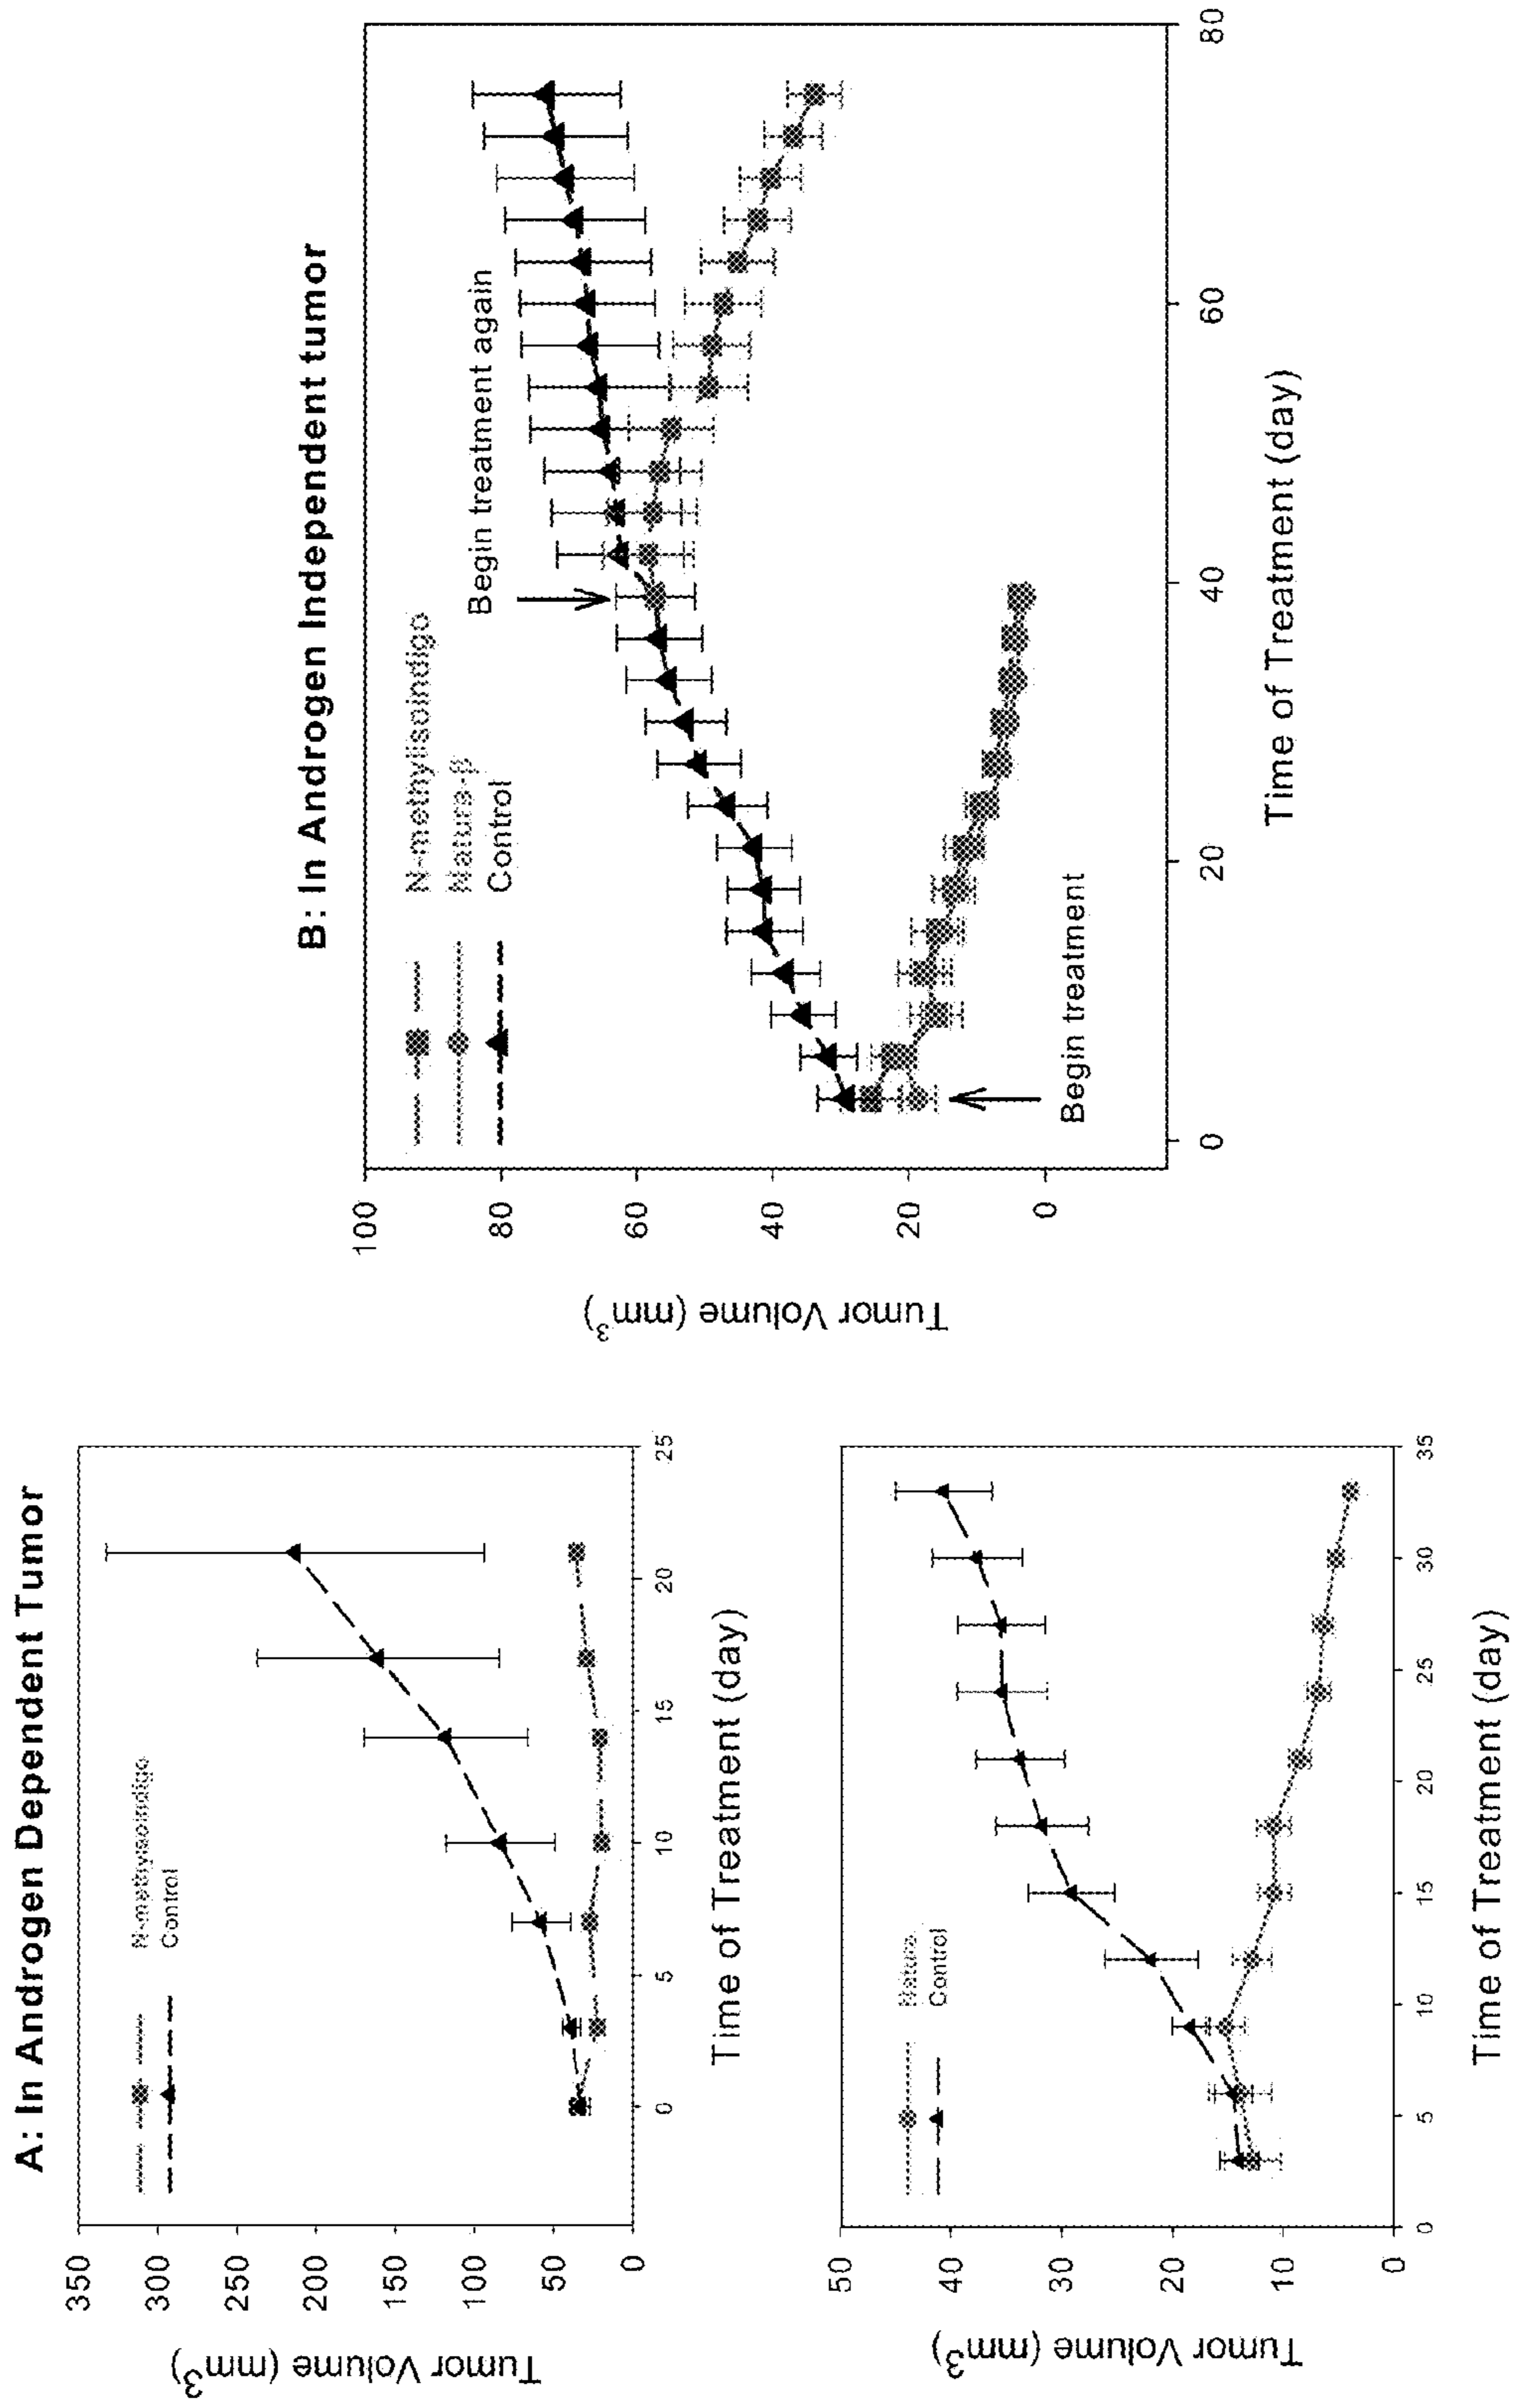 A: In Androgen Dependent Tumor
N-methylsoindigo
Control
350
300
250
200
150
100
50
0
Tumor Volume (mm3)
0
5
10
15
20
25
Time of Treatment (day)
Natura
Control
50
40
30
20
10
0
Tumor Volume (mm3)
0
5
10
15
20
25
30
35
Time of Treatment (day)
B: In Androgen Independent tumor
N-methylisoindigo
Natura-β
Control
Begin treatment again
Begin treatment
100
80
60
40
20
0
Tumor Volume (mm3)
0
20
40
60
80
Time of Treatment (day)